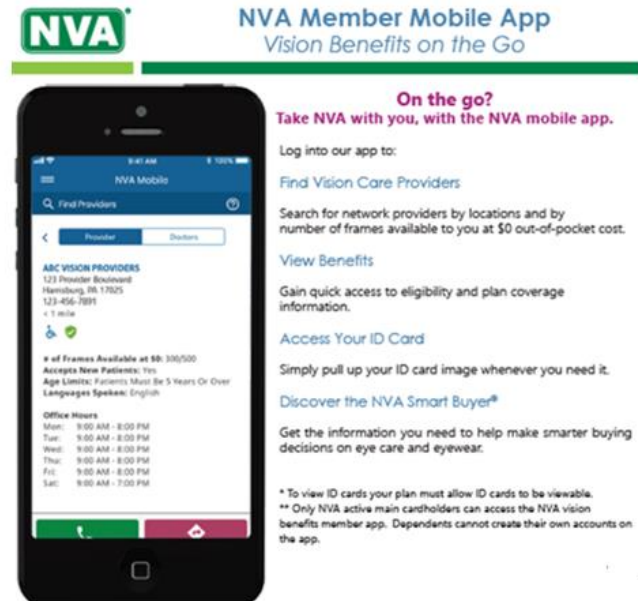 NVA
NVA Member Mobile App
Vision Benefits on the Go
9:41 AM
100%
NVA Mobile
Find Providers
Provider
Doctors
ABC VISION PROVIDERS
123 Provider Boulevard
Harrisburg, PA 17025
123-456-7891
< 1 mile
# of Frames Available at $0: 300/500
Accepts New Patients: Yes
Age Limits: Patients Must Be 5 Years Or Over
Languages Spoken: English
Office Hours
Mon: 9:00 AM - 8:00 PM
Tue: 9:00 AM - 8:00 PM
Wed: 9:00 AM - 8:00 PM
Thu: 9:00 AM - 8:00 PM
Fri: 9:00 AM - 8:00 PM
Sat: 9:00 AM - 7:00 PM
On the go?
Take NVA with you, with the NVA mobile app.
Log into our app to:
Find Vision Care Providers
Search for network providers by locations and by
number of frames available to you at $0 out-of-pocket cost.
View Benefits
Gain quick access to eligibility and plan coverage
information.
Access Your ID Card
Simply pull up your ID card image whenever you need it.
Discover the NVA Smart Buyer®
Get the information you need to help make smarter buying
decisions on eye care and eyewear.
* To view ID cards your plan must allow ID cards to be viewable.
** Only NVA active main cardholders can access the NVA vision
benefits member app. Dependents cannot create their own accounts on
the app.